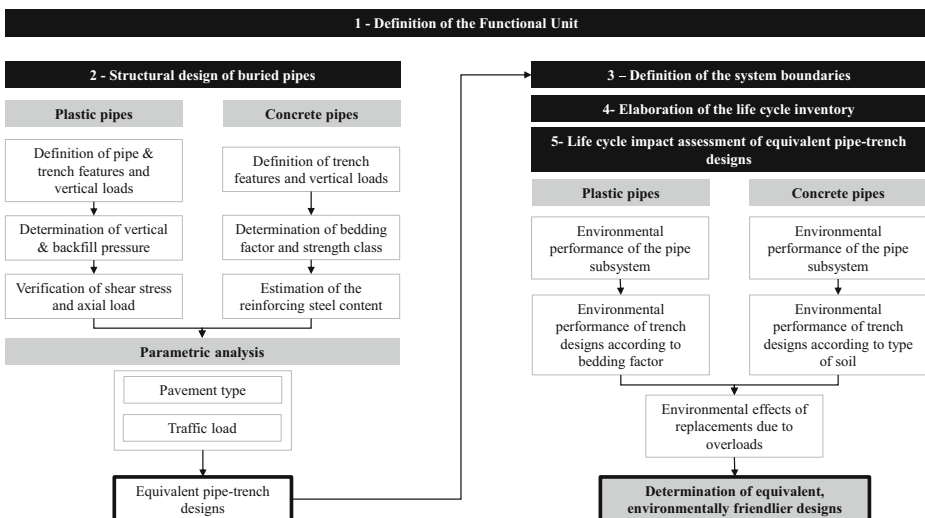 1 - Definition of the Functional Unit
2 - Structural design of buried pipes
Plastic pipes
Concrete pipes
Definition of pipe &
trench features and
vertical loads
Definition of trench
features and vertical loads
Determination of vertical
& backfill pressure
Determination of bedding
factor and strength class
Verification of shear stress
and axial load
Estimation of the
reinforcing steel content
Parametric analysis
Pavement type
Traffic load
Equivalent pipe-trench
designs
3 – Definition of the system boundaries
4- Elaboration of the life cycle inventory
5- Life cycle impact assessment of equivalent pipe-trench
designs
Plastic pipes
Concrete pipes
Environmental
performance of the pipe
subsystem
Environmental
performance of the pipe
subsystem
Environmental
performance of trench
designs according to
bedding factor
Environmental
performance of trench
designs according to type
of soil
Environmental effects of
replacements due to
overloads
Determination of equivalent,
environmentally friendlier designs